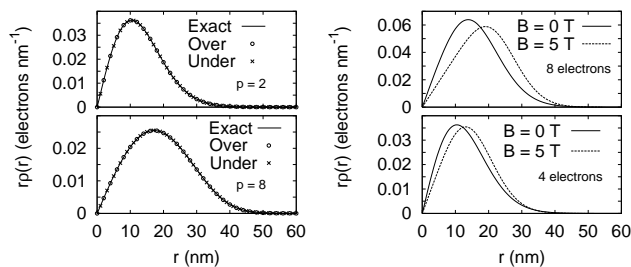 rρ(r) (electrons nm⁻¹)
0.03
0.02
0.01
0
Exact
Over
Under
p = 2
0.02
0.01
0
Exact
Over
Under
p = 8
0 10 20 30 40 50 60
r (nm)
rρ(r) (electrons nm⁻¹)
0.06
0.04
0.02
0
B = 0 T
B = 5 T
8 electrons
0.03
0.02
0.01
0
B = 0 T
B = 5 T
4 electrons
0 10 20 30 40 50 60
r (nm)